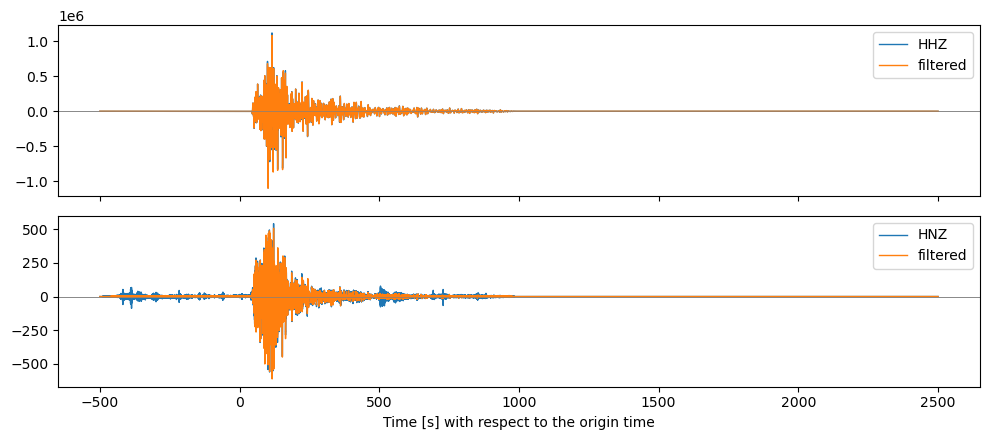 1e6
1.0
0.5
0.0
−0.5
−1.0
HHZ
filtered
500
250
0
−250
−500
HNZ
filtered
−500 0 500 1000 1500 2000 2500
Time [s] with respect to the origin time